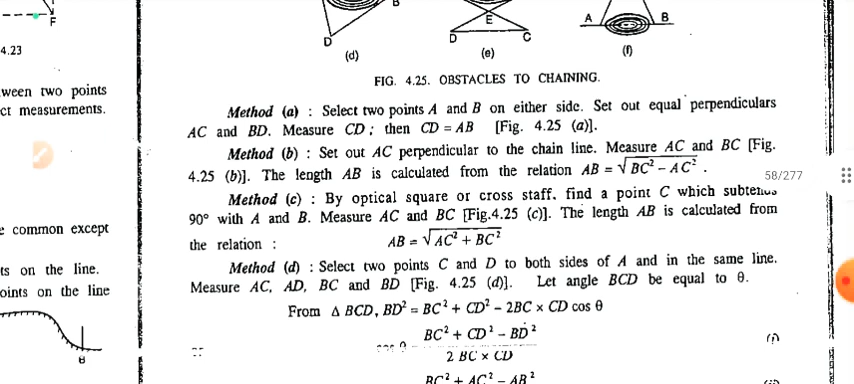 F
4.23
ween two points
ct measurements.
e common except
ts on the line.
oints on the line
B
B
D
(d)
E
D
C
(e)
A
B
(f)
FIG. 4.25. OBSTACLES TO CHAINING.
Method (a) : Select two points A and B on either side. Set out equal perpendiculars
AC and BD. Measure CD ; then CD = AB [Fig. 4.25 (a)].
Method (b) : Set out AC perpendicular to the chain line. Measure AC and BC [Fig.
4.25 (b)]. The length AB is calculated from the relation AB = √BC² – AC² .
58/277
Method (c) : By optical square or cross staff, find a point C which subtends
90° with A and B. Measure AC and BC [Fig.4.25 (c)]. The length AB is calculated from
the relation : AB = √AC² + BC²
Method (d) : Select two points C and D to both sides of A and in the same line.
Measure AC, AD, BC and BD [Fig. 4.25 (d)]. Let angle BCD be equal to θ.
From Δ BCD, BD² = BC² + CD² – 2BC × CD cos θ
BC² + CD² – BD²
2 BC × CD
BC² + AC² – AB²